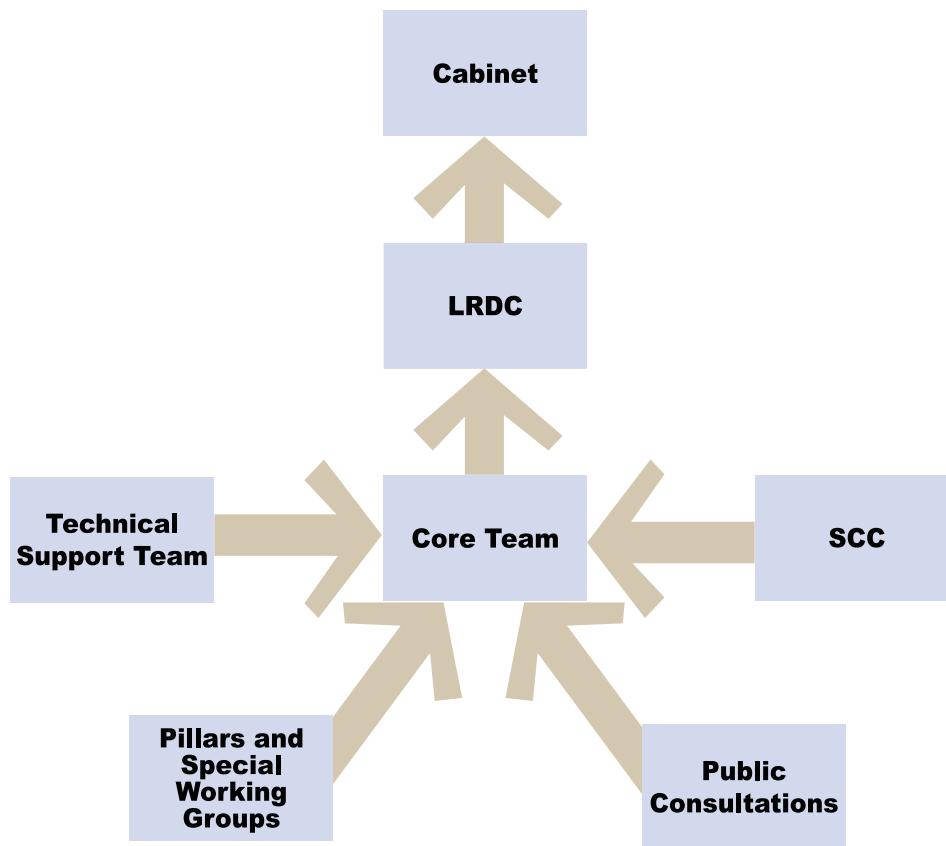 Cabinet
LRDC
Technical
Support Team
Core Team
SCC
Pillars and
Special
Working
Groups
Public
Consultations